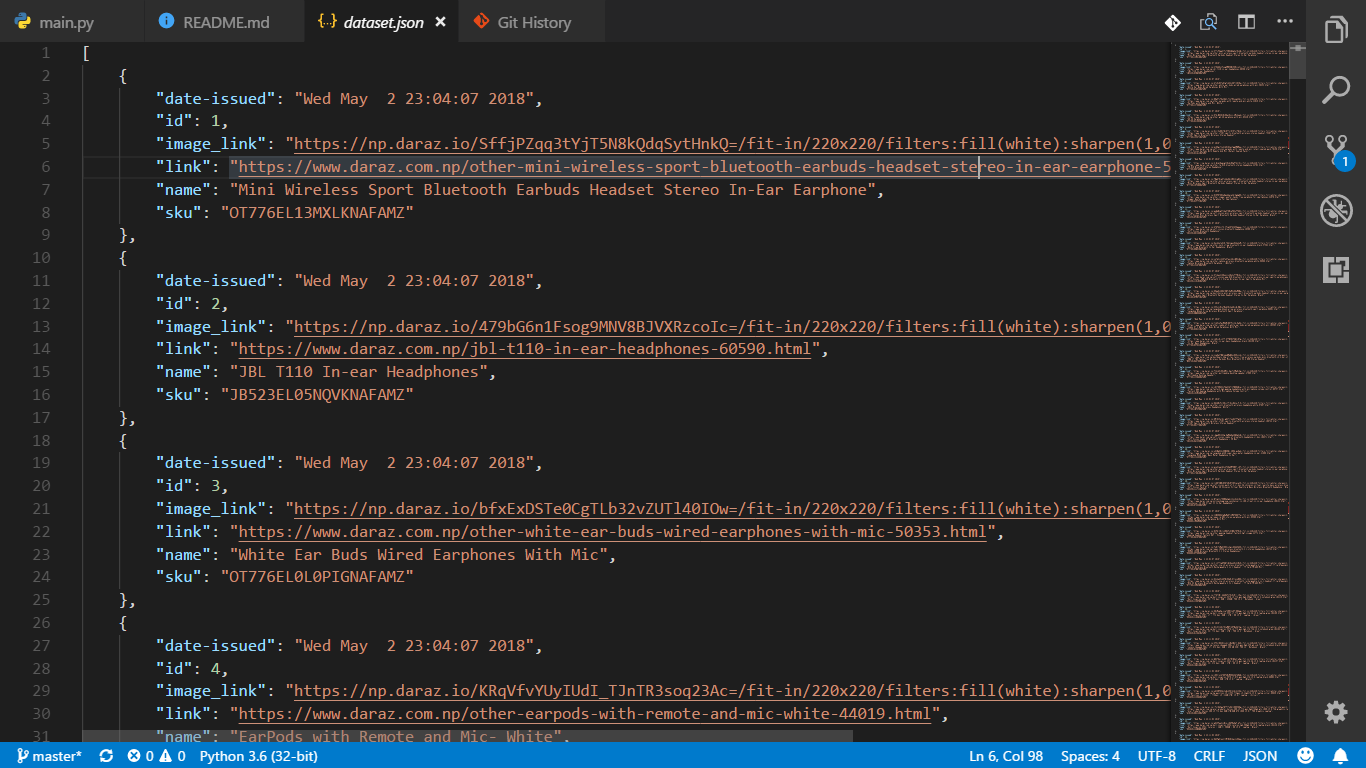 main.py README.md {..} dataset.json × Git History
1 [
2 {
3 "date-issued": "Wed May  2 23:04:07 2018",
4 "id": 1,
5 "image_link": "https://np.daraz.io/SffjPZqq3tYjT5N8kQdqSytHnkQ=/fit-in/220x220/filters:fill(white):sharpen(1,0
6 "link": "https://www.daraz.com.np/other-mini-wireless-sport-bluetooth-earbuds-headset-stereo-in-ear-earphone-5
7 "name": "Mini Wireless Sport Bluetooth Earbuds Headset Stereo In-Ear Earphone",
8 "sku": "OT776EL13MXLKNAFAMZ"
9 },
10 {
11 "date-issued": "Wed May  2 23:04:07 2018",
12 "id": 2,
13 "image_link": "https://np.daraz.io/479bG6n1Fsog9MNV8BJVXRzcoIc=/fit-in/220x220/filters:fill(white):sharpen(1,0
14 "link": "https://www.daraz.com.np/jbl-t110-in-ear-headphones-60590.html",
15 "name": "JBL T110 In-ear Headphones",
16 "sku": "JB523EL05NQVKNAFAMZ"
17 },
18 {
19 "date-issued": "Wed May  2 23:04:07 2018",
20 "id": 3,
21 "image_link": "https://np.daraz.io/bfxExDSTe0CgTLb32vZUTl40IOw=/fit-in/220x220/filters:fill(white):sharpen(1,0
22 "link": "https://www.daraz.com.np/other-white-ear-buds-wired-earphones-with-mic-50353.html",
23 "name": "White Ear Buds Wired Earphones With Mic",
24 "sku": "OT776EL0L0PIGNAFAMZ"
25 },
26 {
27 "date-issued": "Wed May  2 23:04:07 2018",
28 "id": 4,
29 "image_link": "https://np.daraz.io/KRqVfvYUyIUdI_TJnTR3soq23Ac=/fit-in/220x220/filters:fill(white):sharpen(1,0
30 "link": "https://www.daraz.com.np/other-earpods-with-remote-and-mic-white-44019.html",
31 "name": "EarPods with Remote and Mic- White",
1
master* 0 0 Python 3.6 (32-bit) Ln 6, Col 98 Spaces: 4 UTF-8 CRLF JSON